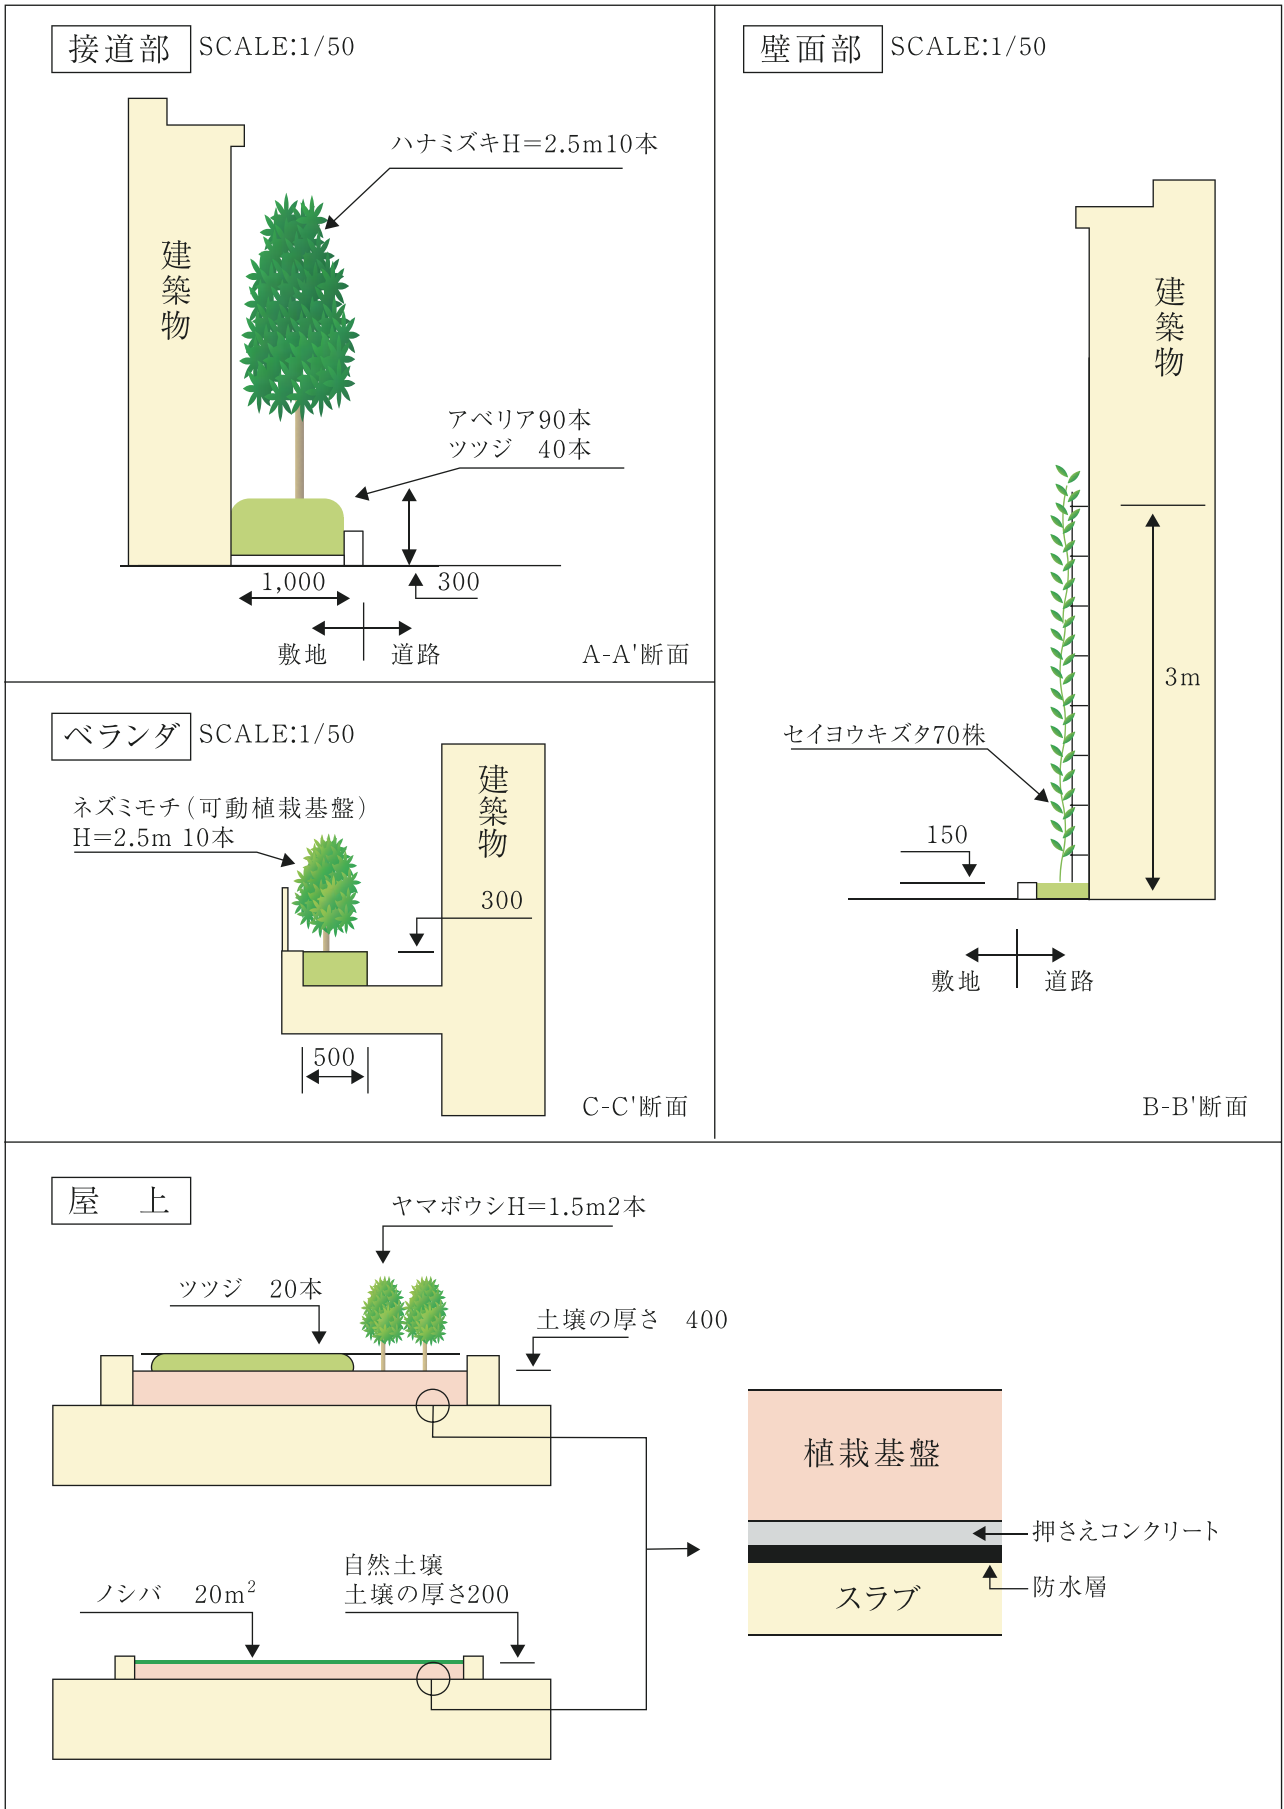 接道部 SCALE:1/50
ハナミズキH=2.5m10本
建築物
アベリア90本
ツツジ　40本
1,000
300
敷地
道路
A-A'断面
壁面部 SCALE:1/50
建築物
3m
セイヨウキズタ70株
150
敷地
道路
B-B'断面
ベランダ SCALE:1/50
ネズミモチ（可動植栽基盤）
H=2.5m 10本
建築物
300
500
C-C'断面
屋　上
ヤマボウシH=1.5m2本
ツツジ　20本
土壌の厚さ　400
植栽基盤
押さえコンクリート
防水層
スラブ
自然土壌
土壌の厚さ200
ノシバ　20m²